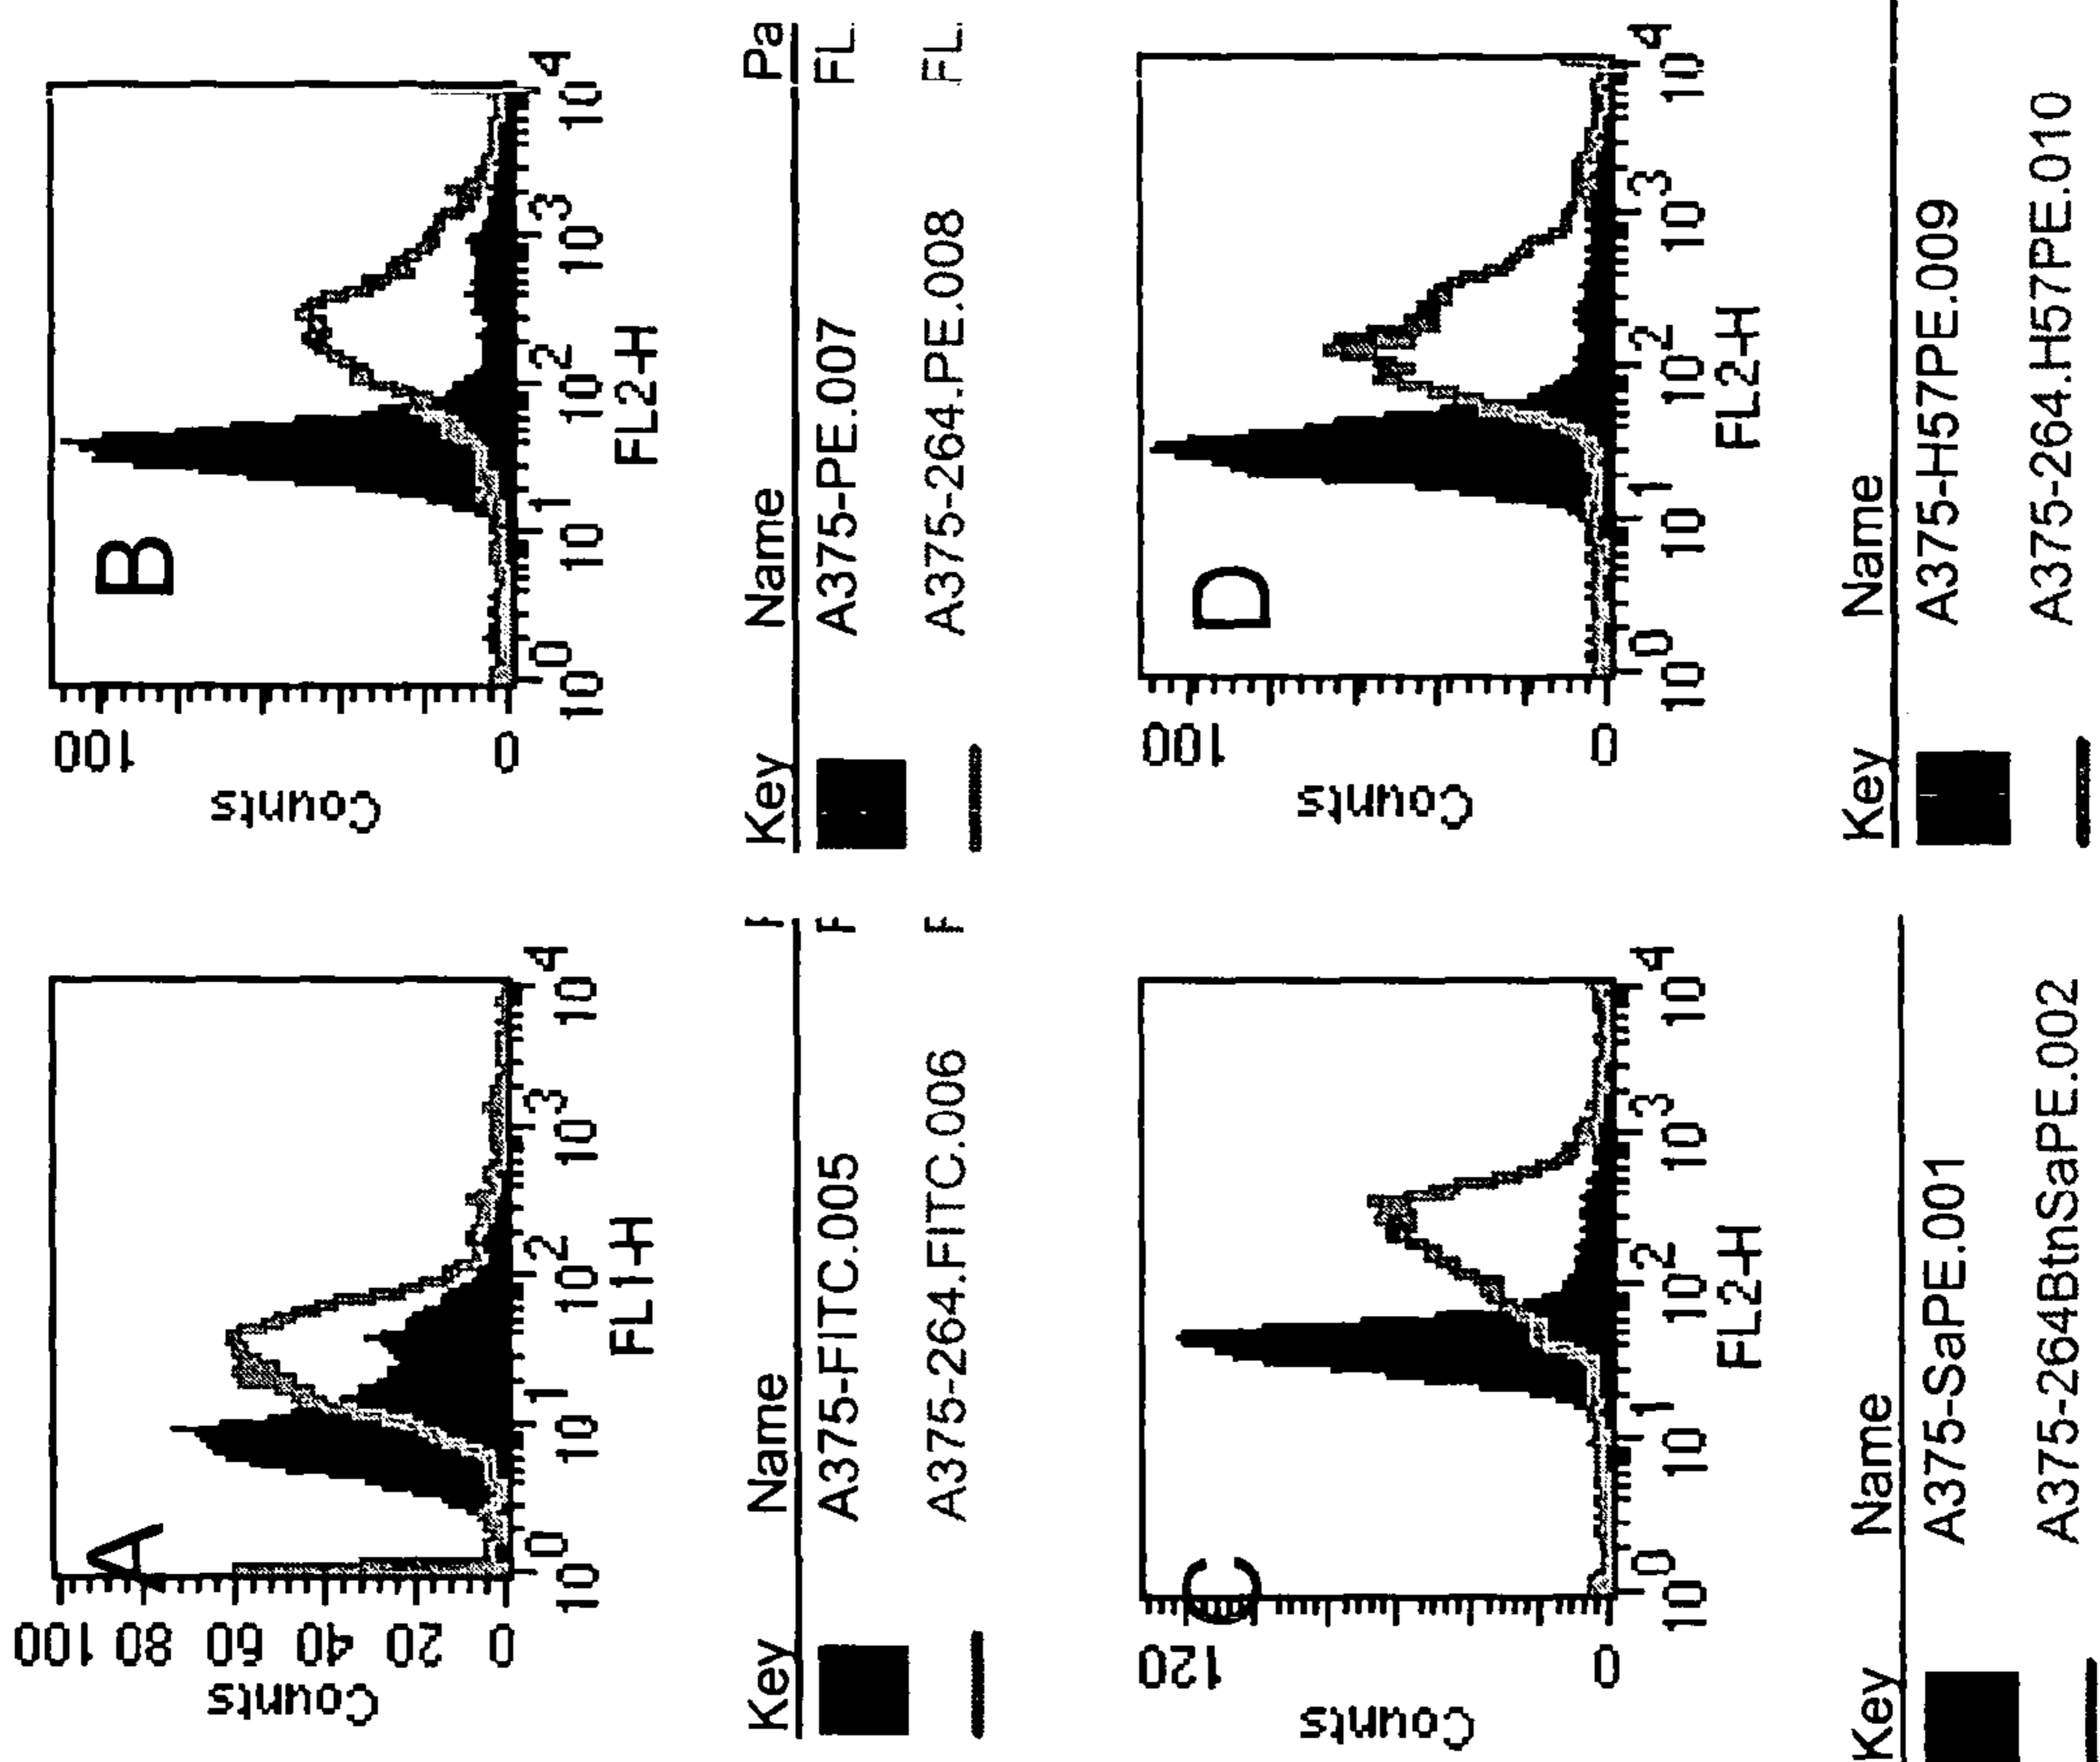 A
100 80 60 40 20 0
Counts
10^0 10^1 10^2 10^3 10^4
FL1-H
Key Name
A375-FITC.005
A375-264.FITC.006
B
100 0
Counts
10^0 10^1 10^2 10^3 10^4
FL2-H
Key Name Pa
A375-PE.007 FL
A375-264.PE.008 FL
C
120 0
Counts
10^0 10^1 10^2 10^3 10^4
FL2-H
Key Name
A375-SaPE.001
A375-264BtnSaPE.002
D
100 0
Counts
10^0 10^1 10^2 10^3 10^4
FL2-H
Key Name
A375-H57PE.009
A375-264.H57PE.010